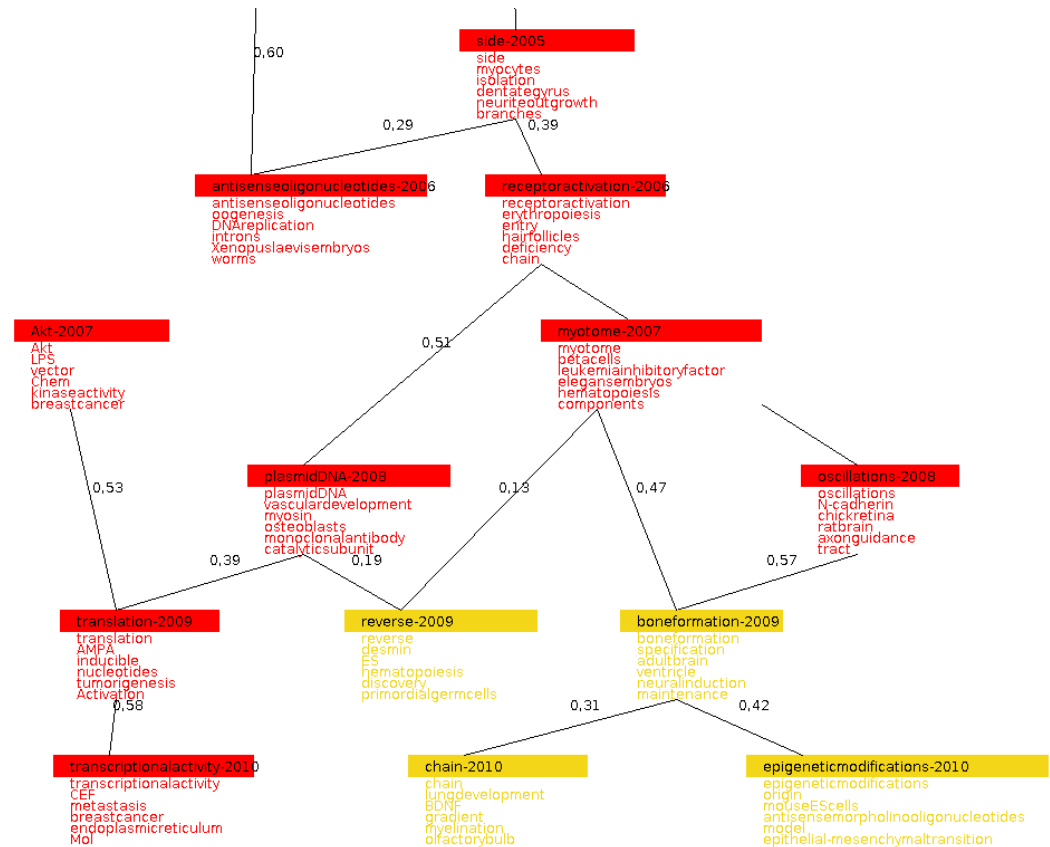 side-2005
side
myocytes
isolation
dentategyrus
neuriteoutgrowth
branches
0,60
0,29
0,39
antisenseoligonucleotides-2006
antisenseoligonucleotides
oogenesis
DNAreplication
introns
Xenopuslaevisembryos
worms
receptoractivation-2006
receptoractivation
erythropoiesis
entry
hairfollicles
deficiency
chain
0,51
Akt-2007
Akt
LPS
vector
Chem
kinaseactivity
breastcancer
myotome-2007
myotome
betacells
leukemiainhibitoryfactor
elegansembryos
hematopoiesis
components
0,53
0,13
0,47
plasmidDNA-2008
plasmidDNA
vasculardevelopment
myosin
osteoblasts
monoclonalantibody
catalyticsubunit
oscillations-2008
oscillations
N-cadherin
chickretina
ratbrain
axonguidance
tract
0,39
0,19
0,57
translation-2009
translation
AMPA
inducible
nucleotides
tumorigenesis
Activation
reverse-2009
reverse
desmin
ES
hematopoiesis
discovery
primordialgermcells
boneformation-2009
boneformation
specification
adultbrain
ventricle
neuralinduction
maintenance
0,58
0,31
0,42
transcriptionalactivity-2010
transcriptionalactivity
CEF
metastasis
breastcancer
endoplasmicreticulum
Mol
chain-2010
chain
lungdevelopment
BDNF
gradient
myelination
olfactorybulb
epigeneticmodifications-2010
epigeneticmodifications
origin
mouseEScells
antisensemorpholinooligonucleotides
model
epithelial-mesenchymaltransition